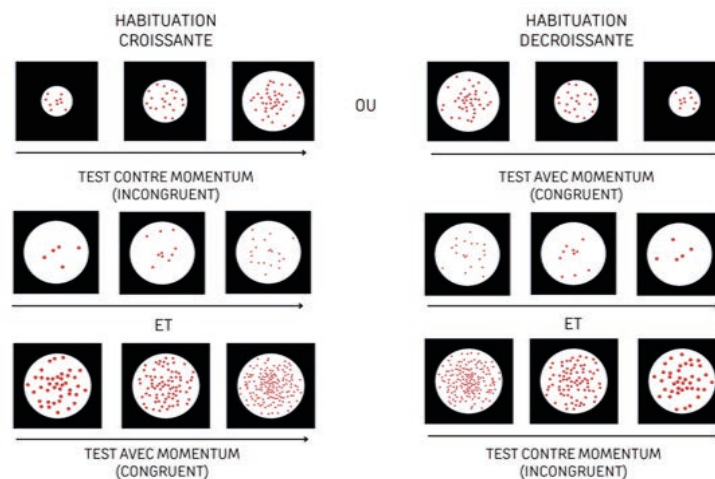 HABITUATION
CROISSANTE
HABITUATION
DECROISSANTE
OU
TEST CONTRE MOMENTUM
(INCONGRUENT)
TEST AVEC MOMENTUM
(CONGRUENT)
ET
ET
TEST AVEC MOMENTUM
(CONGRUENT)
TEST CONTRE MOMENTUM
(INCONGRUENT)